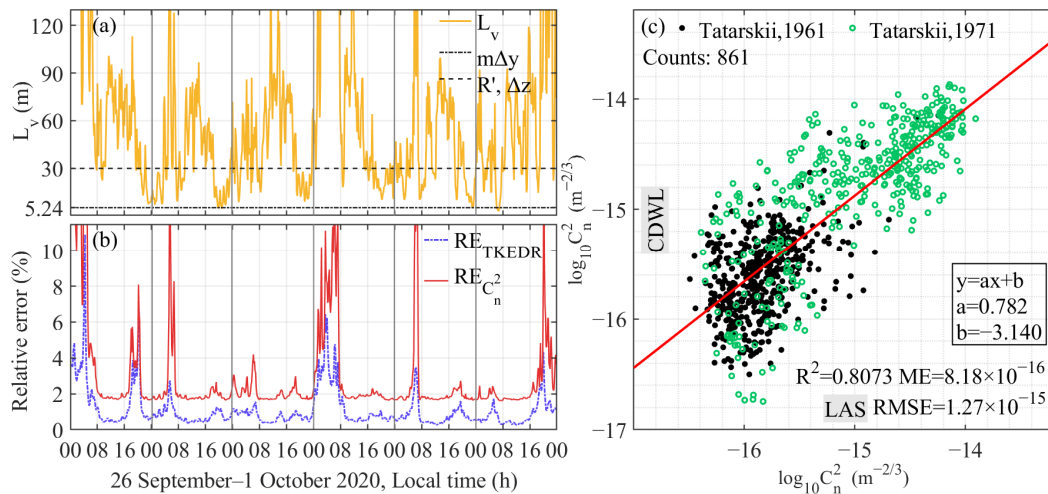 (a)
L_v
mΔy
R', Δz
120
90
60
30
5.24
L_v (m)
(b)
RE_TKEDR
RE_{C_n^2}
10
8
6
4
2
0
Relative error (%)
00 08 16 00 08 16 00 08 16 00 08 16 00 08 16 00 08 16 00
26 September–1 October 2020, Local time (h)
(c)
Tatarskii,1961
Tatarskii,1971
Counts: 861
−14
−15
−16
−17
log_10 C_n^2 (m^{−2/3})
CDWL
y=ax+b
a=0.782
b=−3.140
R^2=0.8073 ME=8.18×10^{−16}
LAS RMSE=1.27×10^{−15}
−16 −15 −14
log_10 C_n^2 (m^{−2/3})